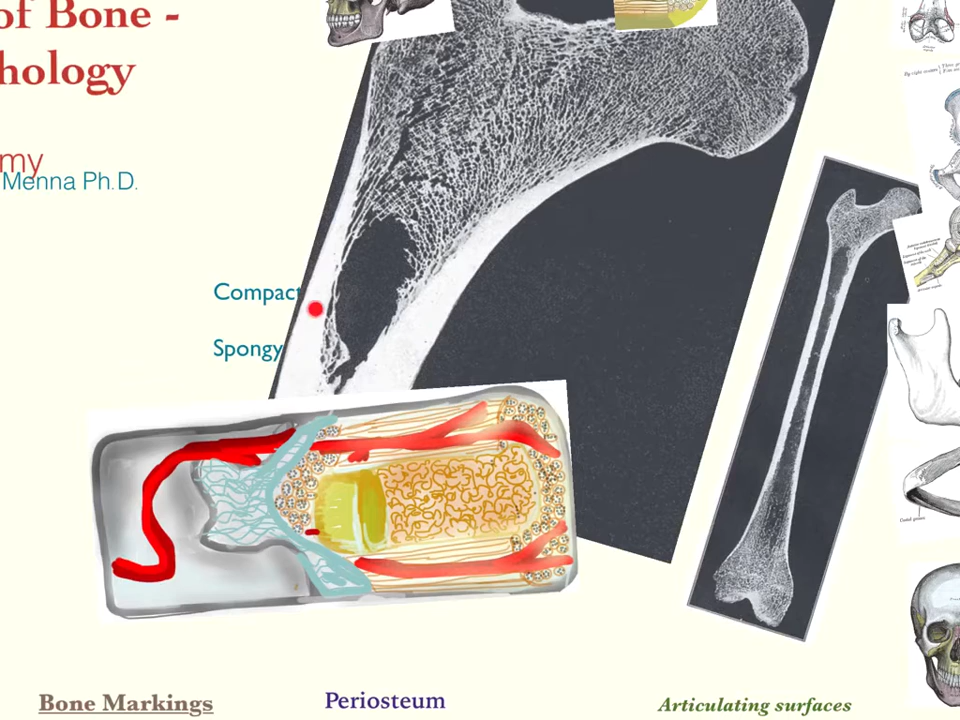 of Bone -
hology
my
Menna Ph.D.
Compact
Spongy
Bone Markings
Periosteum
Articulating surfaces